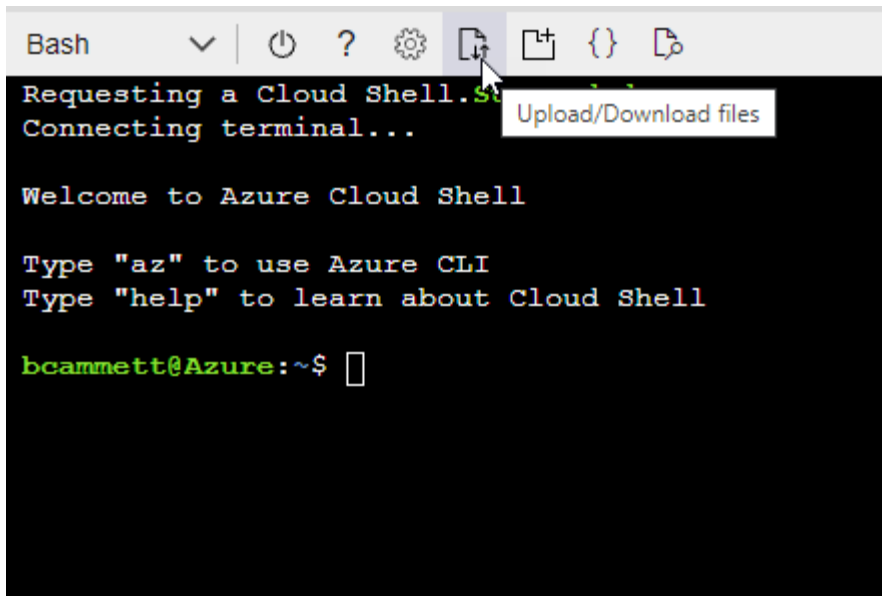 Bash
Requesting a Cloud Shell.
Upload/Download files
Connecting terminal...
Welcome to Azure Cloud Shell
Type "az" to use Azure CLI
Type "help" to learn about Cloud Shell
bcammett@Azure:~$